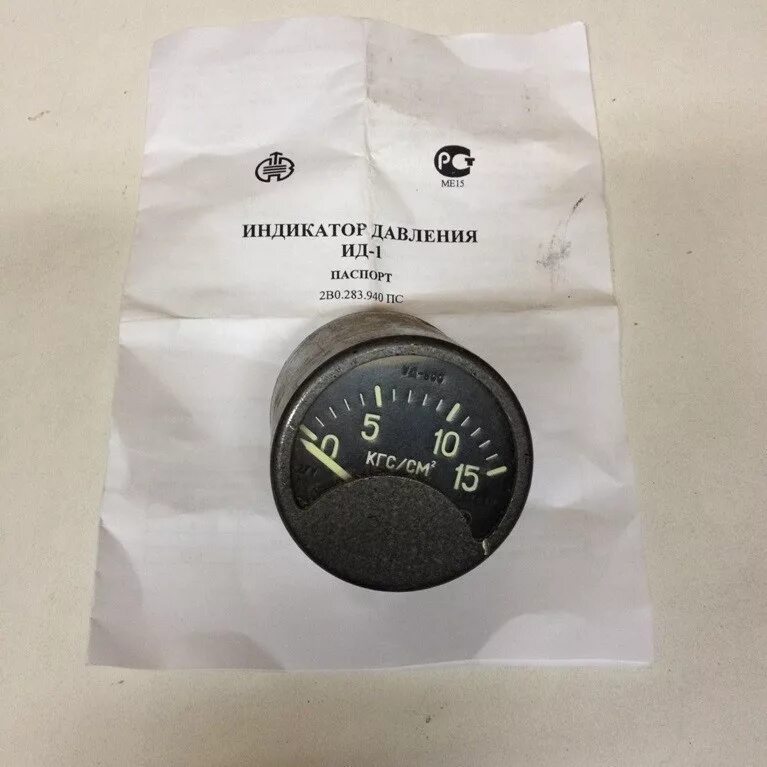 МЕ15
ИНДИКАТОР ДАВЛЕНИЯ
ИД-1
ПАСПОРТ
2В0.283.940 ПС
0 5 10 15
КГС/СМ²